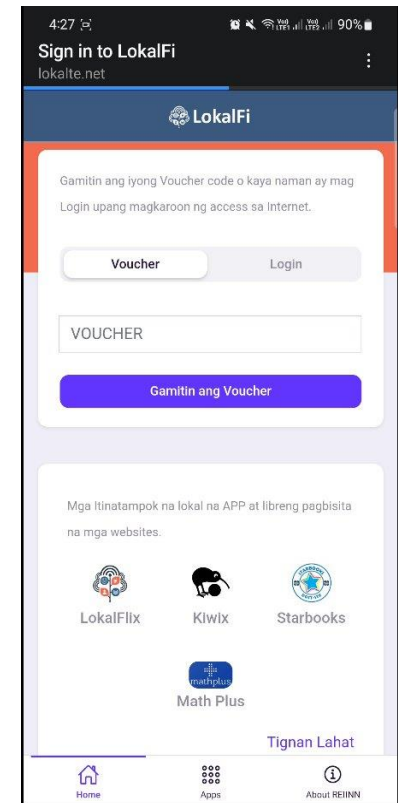 4:27
90%
Sign in to LokalFi
lokalte.net
LokalFi
Gamitin ang iyong Voucher code o kaya naman ay mag
Login upang magkaroon ng access sa Internet.
Voucher Login
VOUCHER
Gamitin ang Voucher
Mga Itinatampok na lokal na APP at libreng pagbisita
na mga websites.
LokalFlix Kiwix Starbooks
mathplus
Math Plus
Tignan Lahat
Home Apps About REIINN